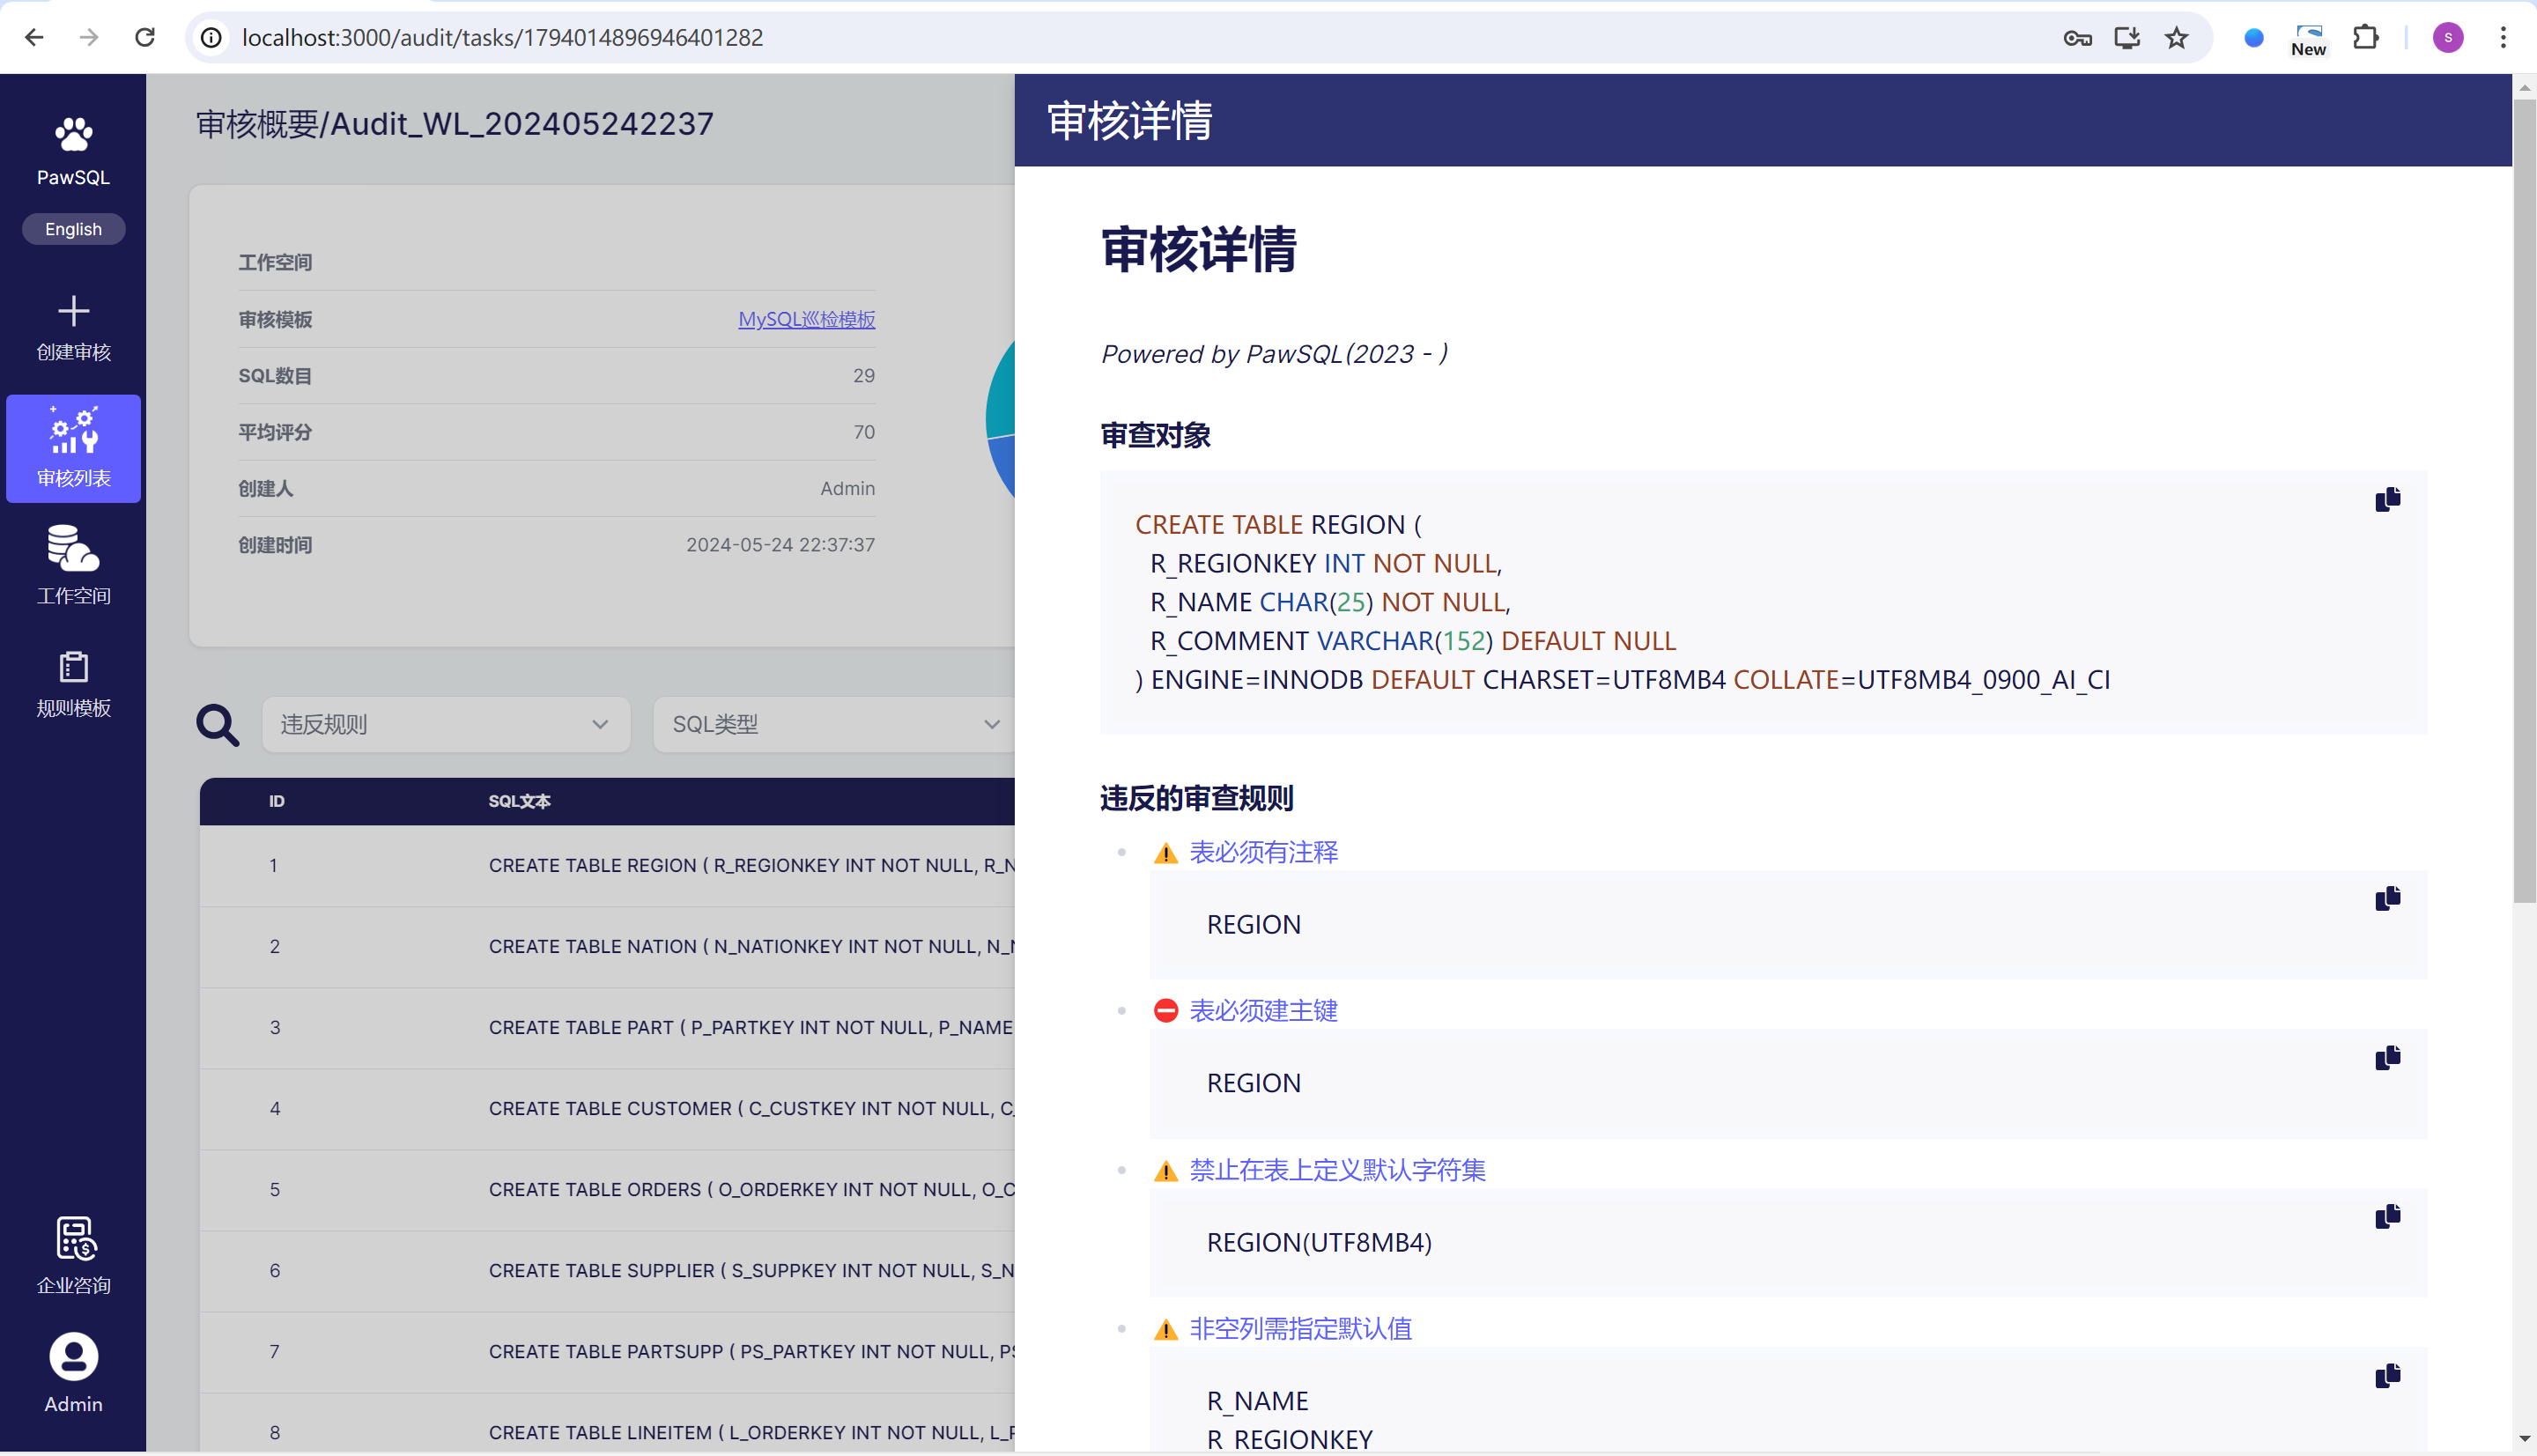 localhost:3000/audit/tasks/1794014896946401282
New
S
PawSQL
English
创建审核
审核列表
工作空间
规则模板
企业咨询
Admin
审核概要/Audit_WL_202405242237
工作空间
审核模板 MySQL巡检模板
SQL数目 29
平均评分 70
创建人 Admin
创建时间 2024-05-24 22:37:37
违反规则 SQL类型
ID SQL文本
1 CREATE TABLE REGION ( R_REGIONKEY INT NOT NULL, R_N
2 CREATE TABLE NATION ( N_NATIONKEY INT NOT NULL, N_N
3 CREATE TABLE PART ( P_PARTKEY INT NOT NULL, P_NAME
4 CREATE TABLE CUSTOMER ( C_CUSTKEY INT NOT NULL, C_
5 CREATE TABLE ORDERS ( O_ORDERKEY INT NOT NULL, O_C
6 CREATE TABLE SUPPLIER ( S_SUPPKEY INT NOT NULL, S_N
7 CREATE TABLE PARTSUPP ( PS_PARTKEY INT NOT NULL, PS
8 CREATE TABLE LINEITEM ( L_ORDERKEY INT NOT NULL, L_P
审核详情
审核详情
Powered by PawSQL(2023 - )
审查对象
CREATE TABLE REGION (
R_REGIONKEY INT NOT NULL,
R_NAME CHAR(25) NOT NULL,
R_COMMENT VARCHAR(152) DEFAULT NULL
) ENGINE=INNODB DEFAULT CHARSET=UTF8MB4 COLLATE=UTF8MB4_0900_AI_CI
违反的审查规则
表必须有注释
REGION
表必须建主键
REGION
禁止在表上定义默认字符集
REGION(UTF8MB4)
非空列需指定默认值
R_NAME
R_REGIONKEY